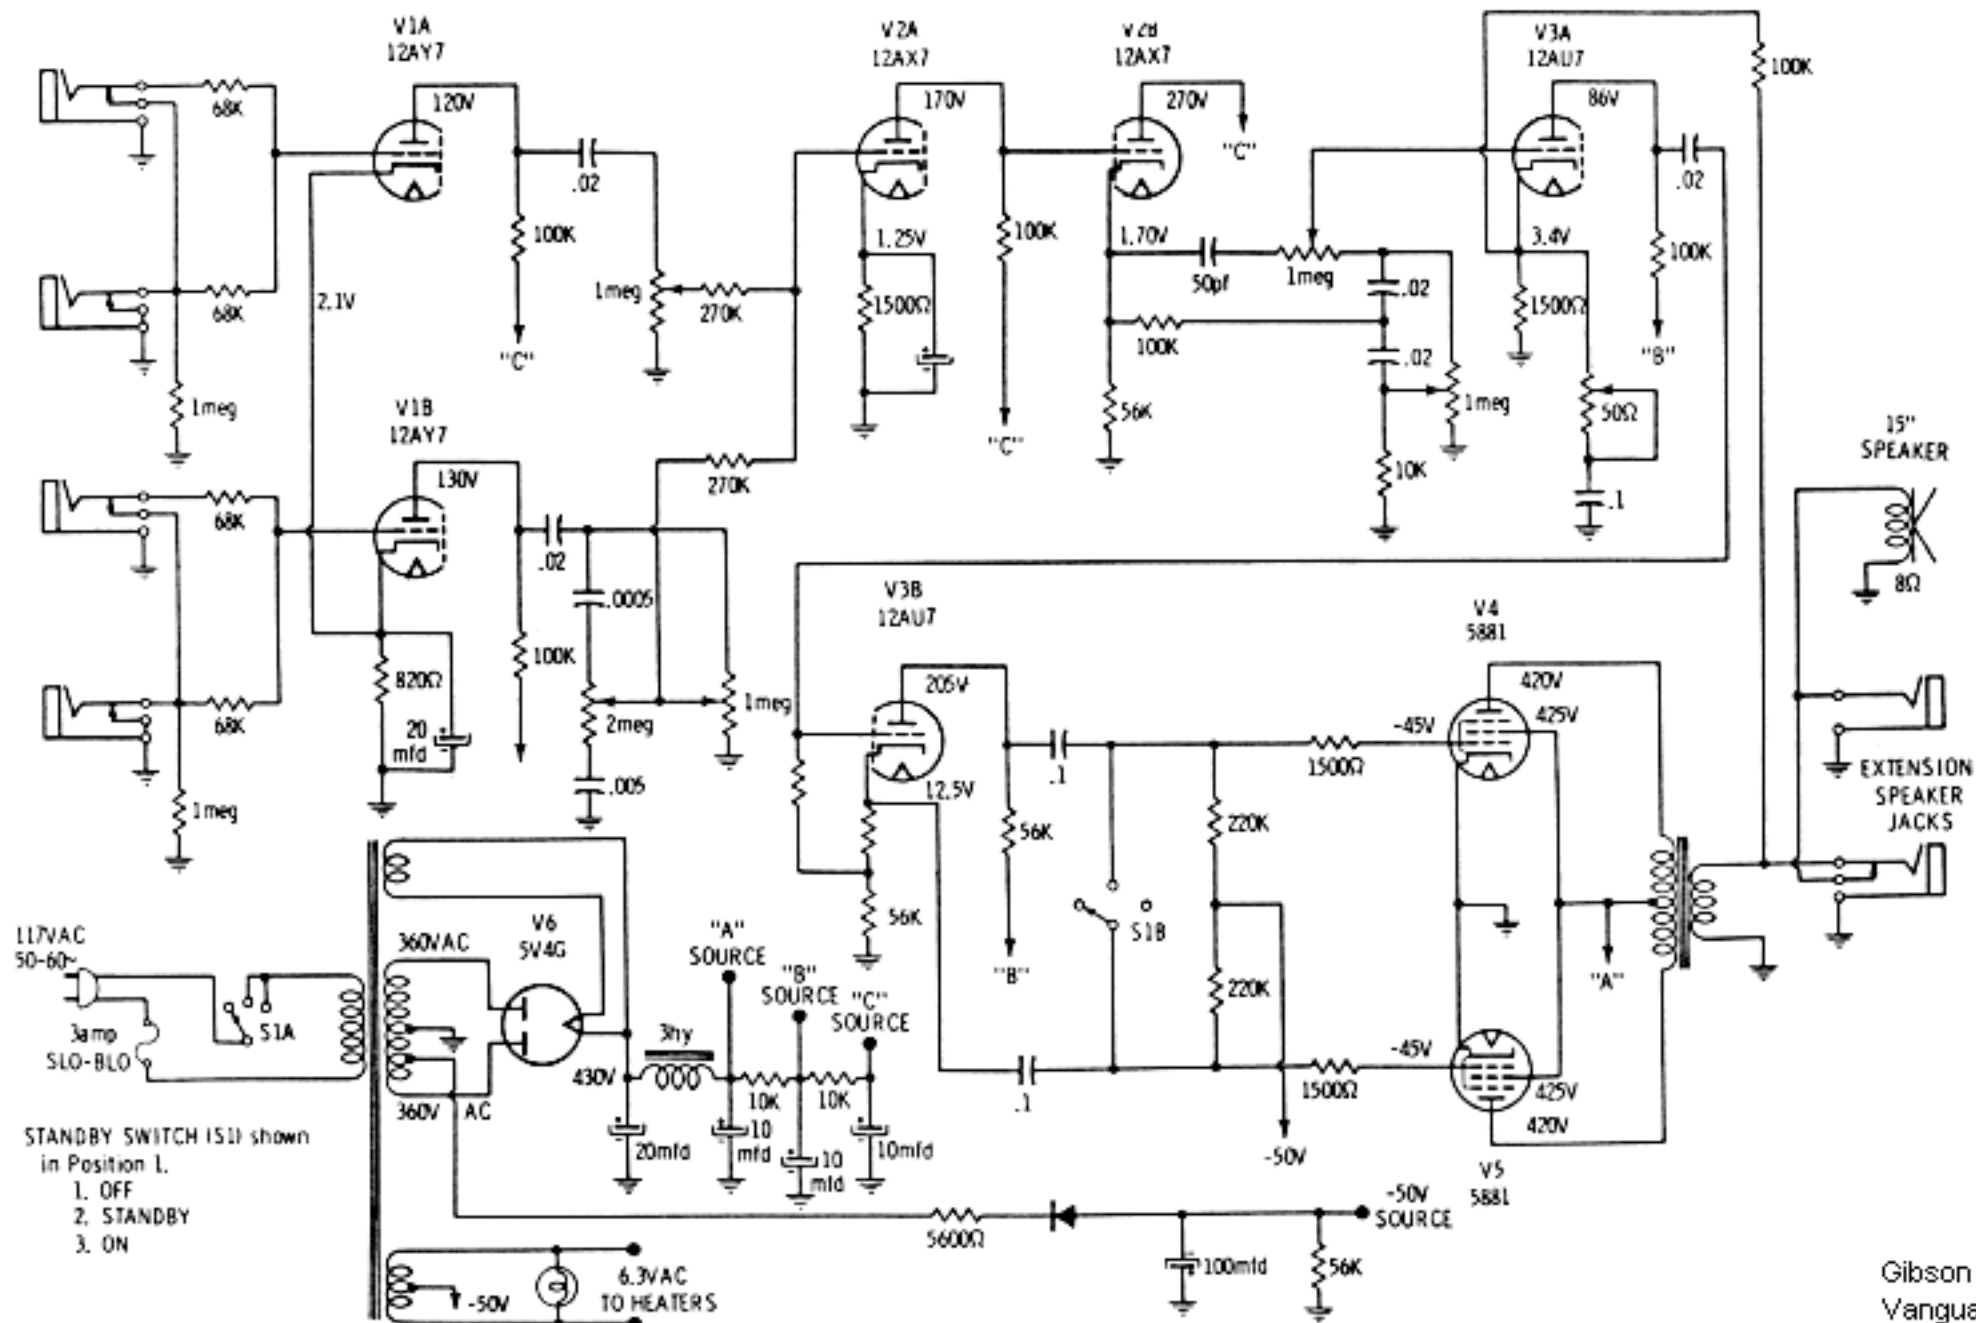 V1A
12AY7
V2A
12AX7
V2B
12AX7
V3A
12AU7
68K
120V
.02
100K
"C"
1meg
270K
68K
2.1V
1meg
170V
1.25V
1500Ω
100K
"C"
270V
"C"
1.70V
50pf
1meg
.02
100K
.02
56K
1meg
10K
86V
.02
3.4V
100K
1500Ω
"B"
50Ω
.1
100K
V1B
12AY7
68K
130V
.02
270K
.0005
100K
820Ω
20
mfd
68K
2meg
1meg
.005
1meg
15"
SPEAKER
8Ω
V3B
12AU7
205V
12.5V
.1
56K
"B"
56K
.1
S1B
220K
220K
-50V
1500Ω
1500Ω
V4
5881
420V
425V
-45V
-45V
425V
420V
V5
5881
"A"
EXTENSION
SPEAKER
JACKS
117VAC
50-60~
3amp
SLO-BLO
S1A
360VAC
V6
5V4G
360V AC
430V
3hy
"A"
SOURCE
"B"
SOURCE
"C"
SOURCE
10K
10K
20mfd
10
mfd
10
mfd
10mfd
STANDBY SWITCH (S1) shown
in Position 1.
1. OFF
2. STANDBY
3. ON
5600Ω
-50V
SOURCE
100mfd
56K
-50V
6.3VAC
TO HEATERS
Gibson
Vangua